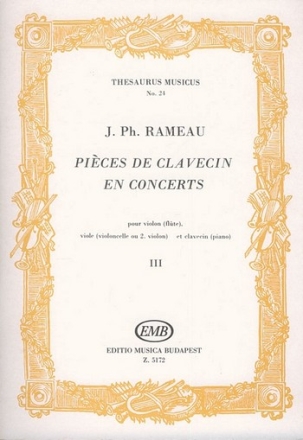 THESAURUS MUSICUS
No. 24
J. Ph. RAMEAU
PIÈCES DE CLAVECIN
EN CONCERTS
pour violon (flûte),
viole (violoncelle ou 2. violon) et clavecin (piano)
III
EMB
EDITIO MUSICA BUDAPEST
Z. 5172